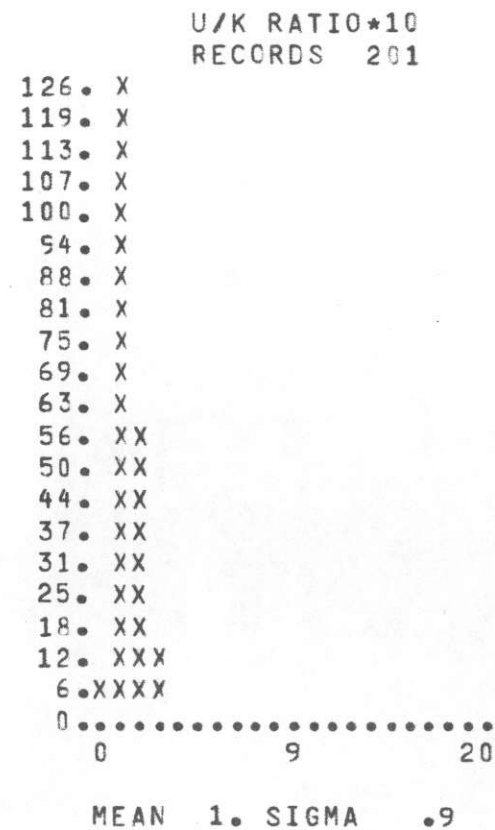 U/K RATIO*10
RECORDS 201
126. X
119. X
113. X
107. X
100. X
94. X
88. X
81. X
75. X
69. X
63. X
56. XX
50. XX
44. XX
37. XX
31. XX
25. XX
18. XX
12. XXX
6.XXXX
0......................
0 9 20
MEAN 1. SIGMA .9